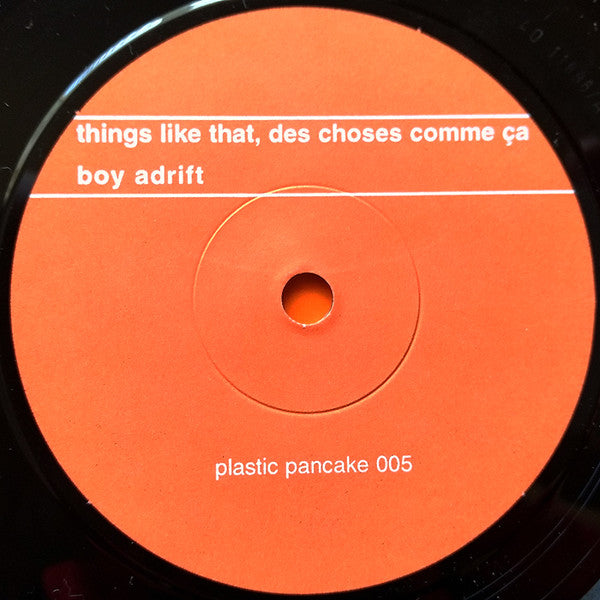 things like that, des choses comme ça
boy adrift
plastic pancake 005